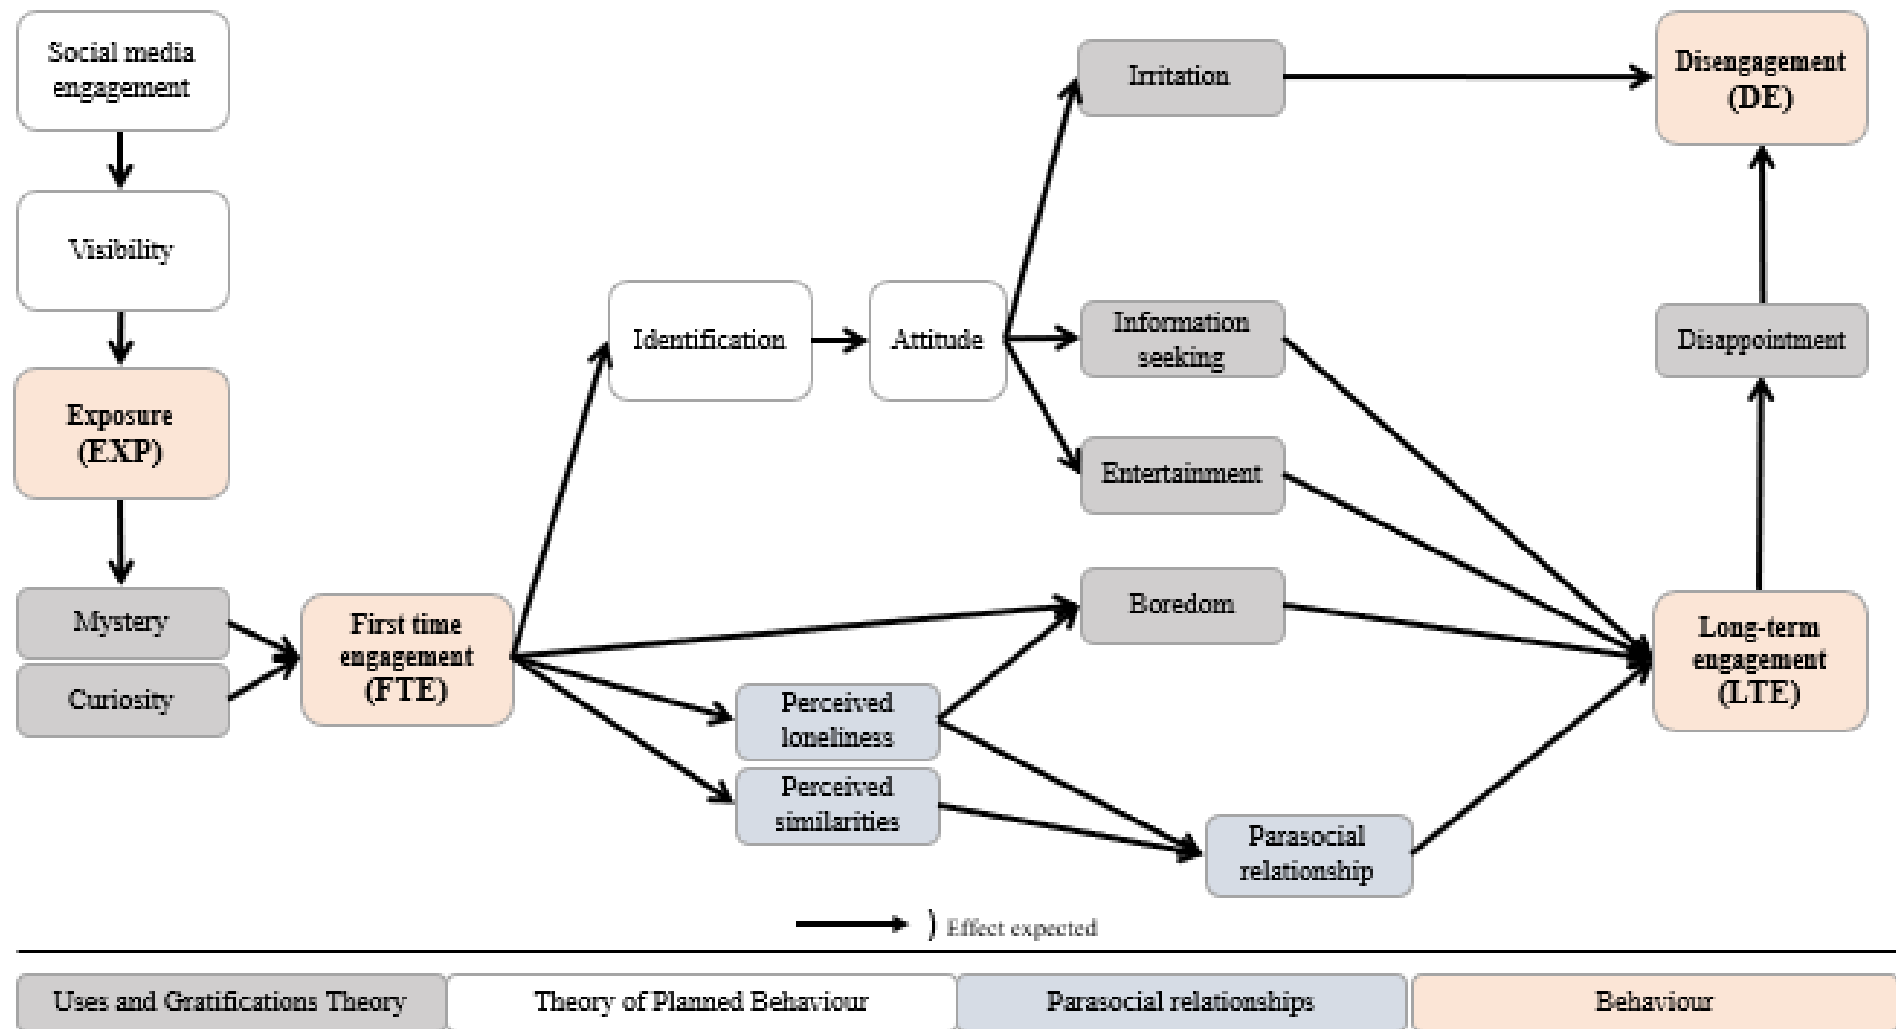 Social media
engagement
Visibility
Exposure
(EXP)
Mystery
Curiosity
First time
engagement
(FTE)
Identification
Attitude
Irritation
Information
seeking
Entertainment
Boredom
Perceived
loneliness
Perceived
similarities
Parasocial
relationship
Disengagement
(DE)
Disappointment
Long-term
engagement
(LTE)
) Effect expected
Uses and Gratifications Theory
Theory of Planned Behaviour
Parasocial relationships
Behaviour